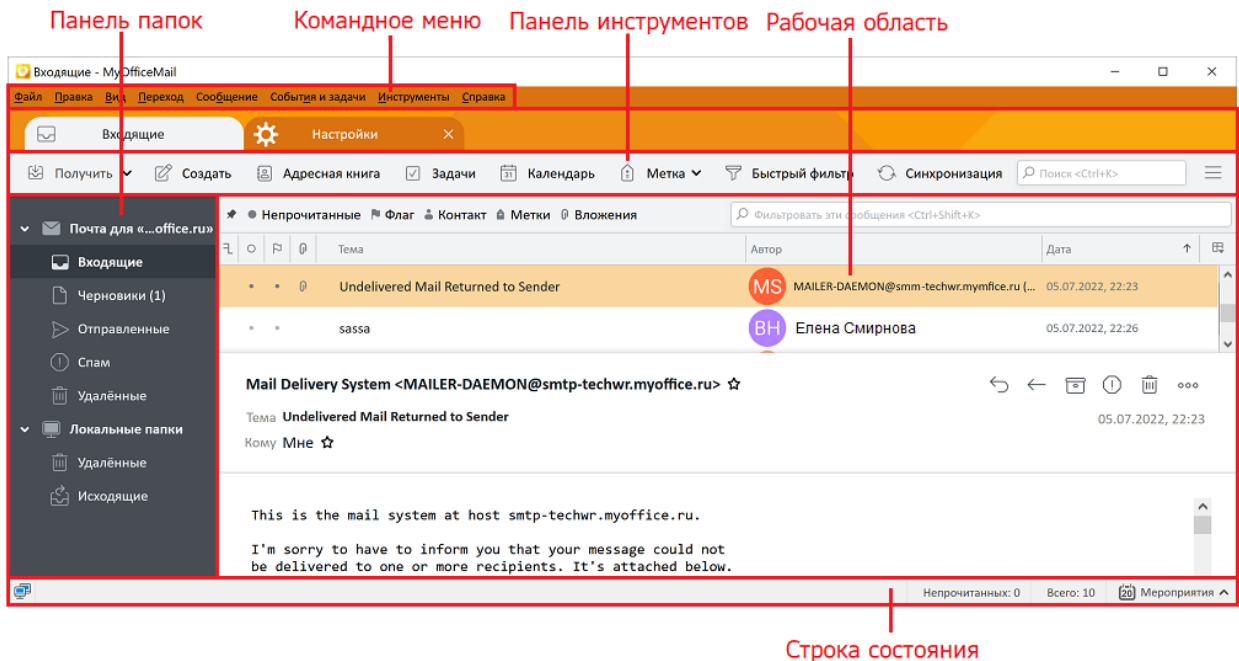 Панель папок Командное меню Панель инструментов Рабочая область
Входящие - MyOfficeMail
Файл Правка Вид Переход Сообщение События и задачи Инструменты Справка
Входящие Настройки
Получить Создать Адресная книга Задачи Календарь Метка Быстрый фильтр Синхронизация Поиск <Ctrl+K>
Почта для «...office.ru»
Входящие
Черновики (1)
Отправленные
Спам
Удалённые
Локальные папки
Удалённые
Исходящие
Непрочитанные Флаг Контакт Метки Вложения Фильтровать эти сообщения <Ctrl+Shift+K>
Тема Автор Дата
Undelivered Mail Returned to Sender MS MAILER-DAEMON@smm-techwr.mymfice.ru (... 05.07.2022, 22:23
sassa ВН Елена Смирнова 05.07.2022, 22:26
Mail Delivery System <MAILER-DAEMON@smtp-techwr.myoffice.ru>
Тема Undelivered Mail Returned to Sender 05.07.2022, 22:23
Кому Мне
This is the mail system at host smtp-techwr.myoffice.ru.
I'm sorry to have to inform you that your message could not
be delivered to one or more recipients. It's attached below.
Непрочитанных: 0 Всего: 10 20 Мероприятия
Строка состояния